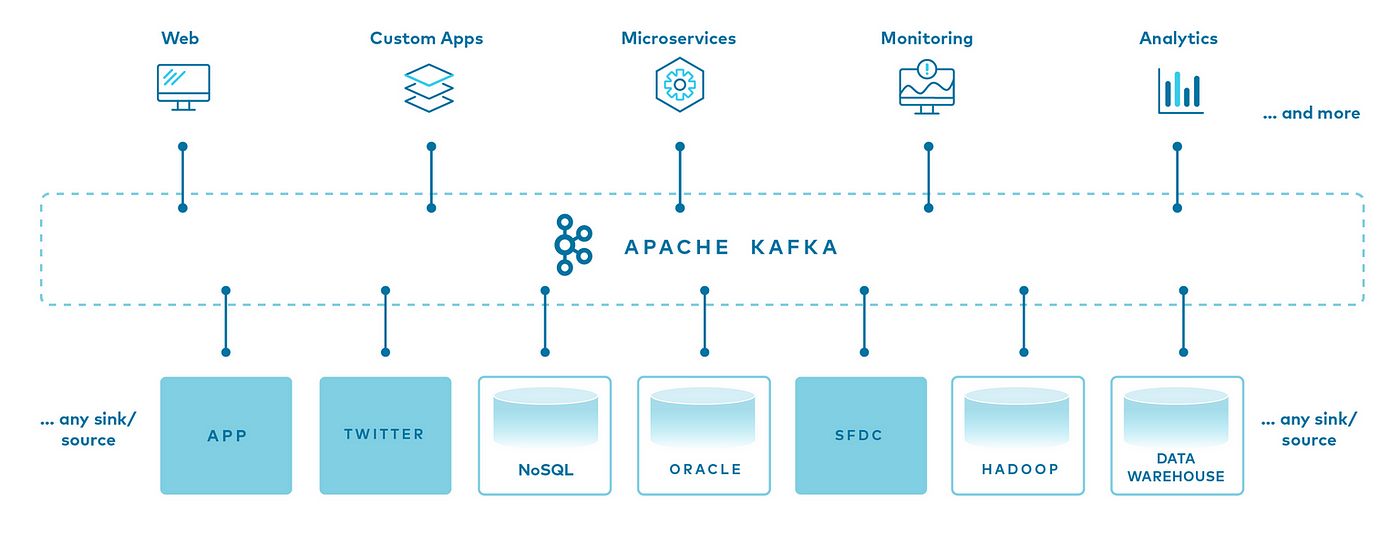 Web
Custom Apps
Microservices
Monitoring
Analytics
... and more
APACHE KAFKA
... any sink/
source
APP
TWITTER
NoSQL
ORACLE
SFDC
HADOOP
DATA
WAREHOUSE
... any sink/
source